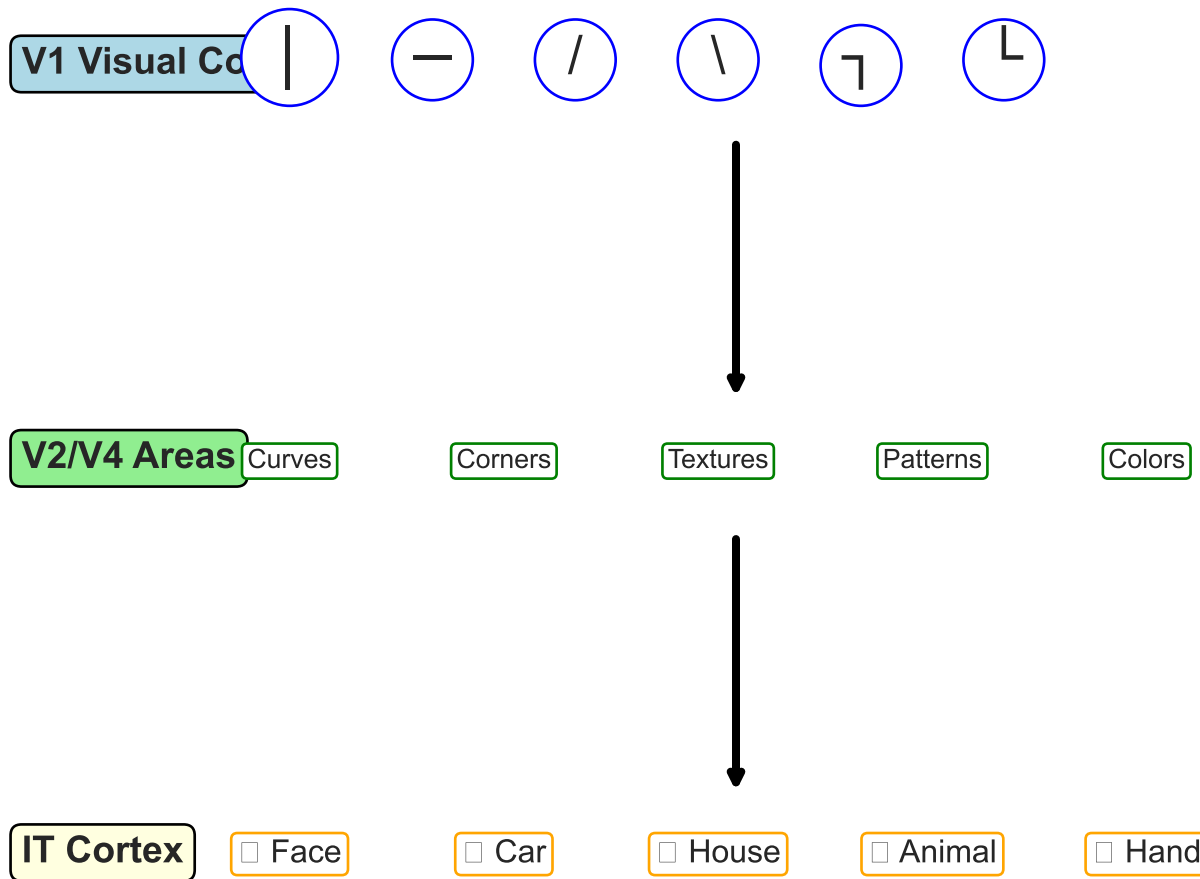 V1 Visual Co | — / \ ┐ └
V2/V4 Areas Curves Corners Textures Patterns Colors
IT Cortex □ Face □ Car □ House □ Animal □ Hand